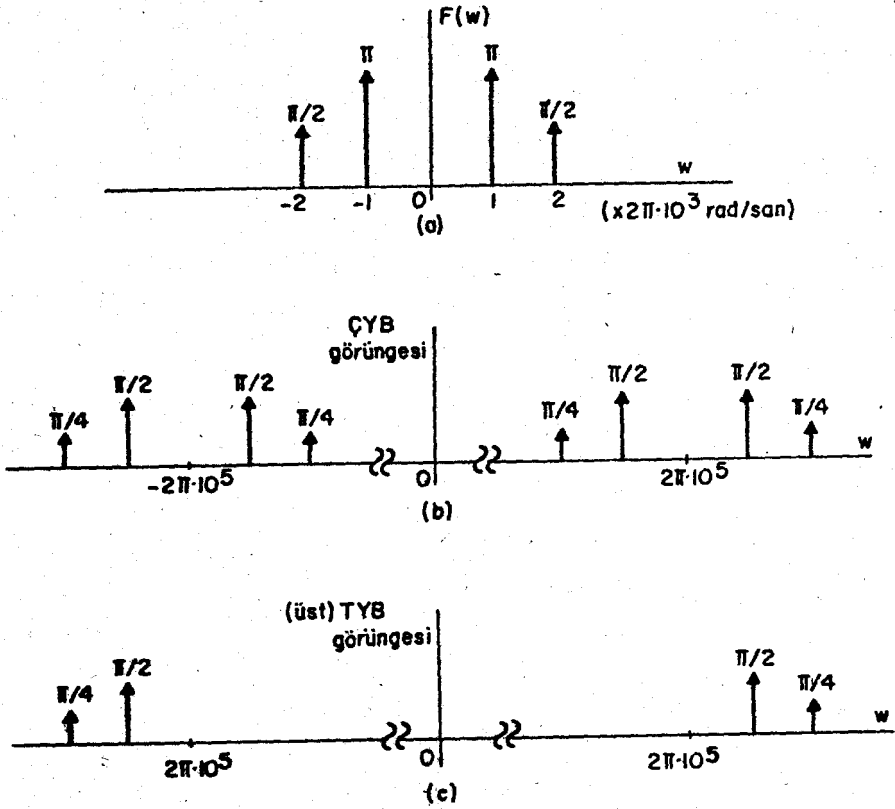 F(w)
π π
π/2 π/2
w
-2 -1 0 1 2 (x2π·10³ rad/san)
(a)
ÇYB
görüngesi
π/4 π/2 π/2 π/4 π/4 π/2 π/2 π/4
w
-2π·10⁵ 0 2π·10⁵
(b)
(üst) TYB
görüngesi
π/4 π/2 π/2 π/4
w
2π·10⁵ 0 2π·10⁵
(c)